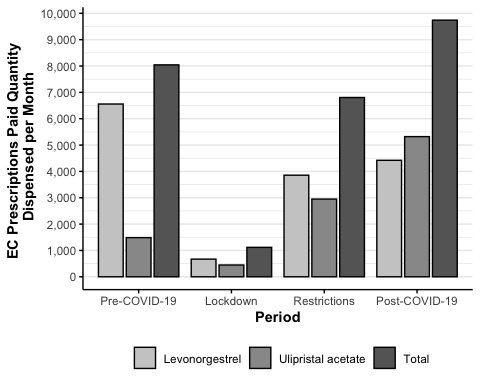 EC Prescriptions Paid Quantity
Dispensed per Month
10,000
9,000
8,000
7,000
6,000
5,000
4,000
3,000
2,000
1,000
0
Pre-COVID-19 Lockdown Restrictions Post-COVID-19
Period
Levonorgestrel Ulipristal acetate Total